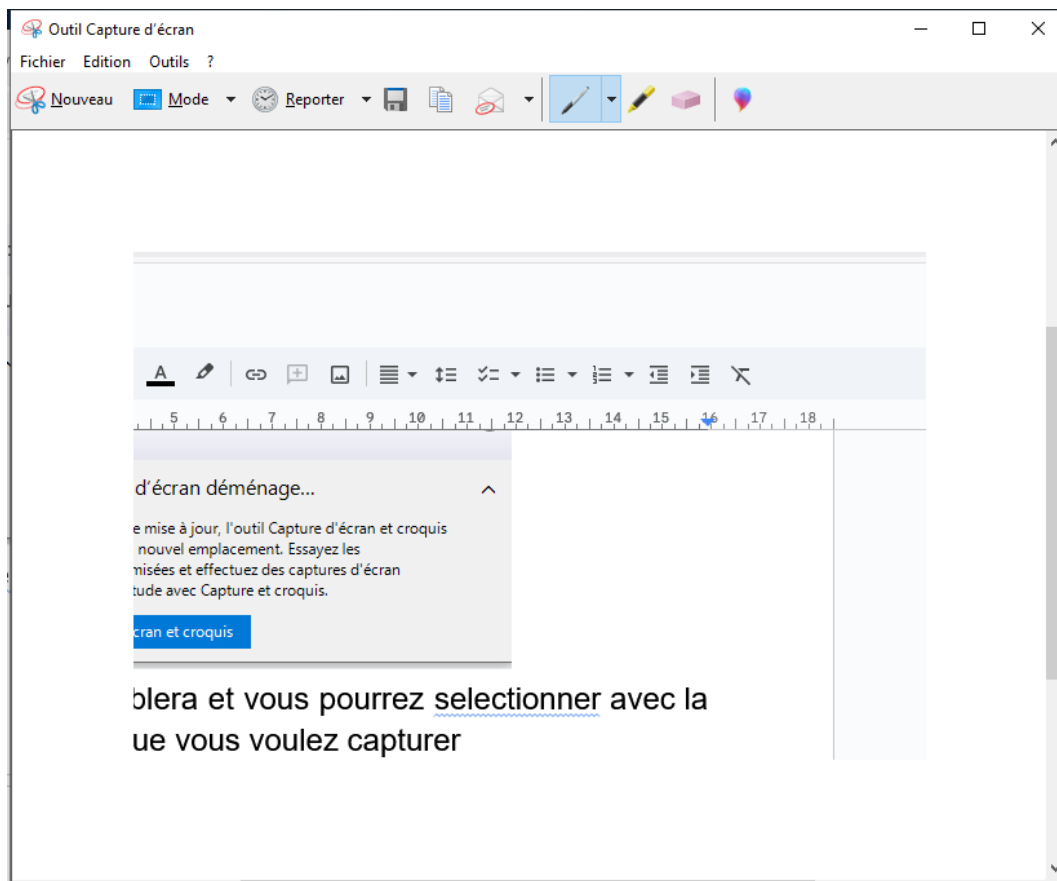 Outil Capture d'écran
Fichier Edition Outils ?
Nouveau Mode Reporter
A
5 6 7 8 9 10 11 12 13 14 15 16 17 18
d'écran déménage...
e mise à jour, l'outil Capture d'écran et croquis
nouvel emplacement. Essayez les
misées et effectuez des captures d'écran
tude avec Capture et croquis.
cran et croquis
blera et vous pourrez selectionner avec la
ue vous voulez capturer